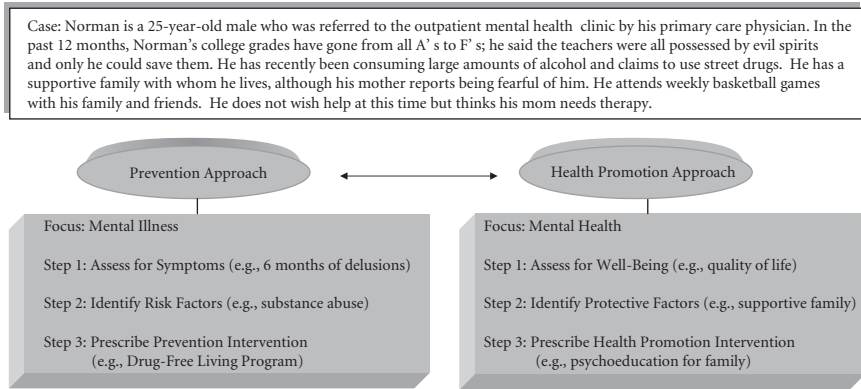 Case: Norman is a 25-year-old male who was referred to the outpatient mental health clinic by his primary care physician. In the
past 12 months, Norman's college grades have gone from all A' s to F' s; he said the teachers were all possessed by evil spirits
and only he could save them. He has recently been consuming large amounts of alcohol and claims to use street drugs. He has a
supportive family with whom he lives, although his mother reports being fearful of him. He attends weekly basketball games
with his family and friends. He does not wish help at this time but thinks his mom needs therapy.
Prevention Approach
Health Promotion Approach
Focus: Mental Illness
Step 1: Assess for Symptoms (e.g., 6 months of delusions)
Step 2: Identify Risk Factors (e.g., substance abuse)
Step 3: Prescribe Prevention Intervention
(e.g., Drug-Free Living Program)
Focus: Mental Health
Step 1: Assess for Well-Being (e.g., quality of life)
Step 2: Identify Protective Factors (e.g., supportive family)
Step 3: Prescribe Health Promotion Intervention
(e.g., psychoeducation for family)